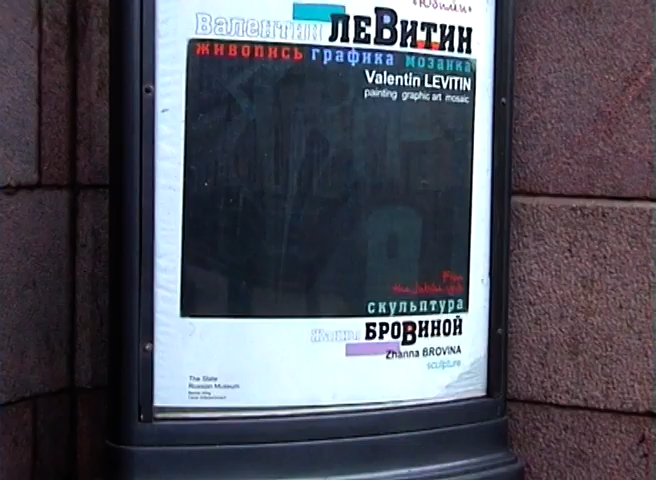 Валентин ЛеВИТИН
живопись графика мозаика
Valentin LEVITIN
painting graphic art mosaic
скульптура
Жанны БРОВИНОЙ
Zhanna BROVINA
sculpture
The State
Russian Museum